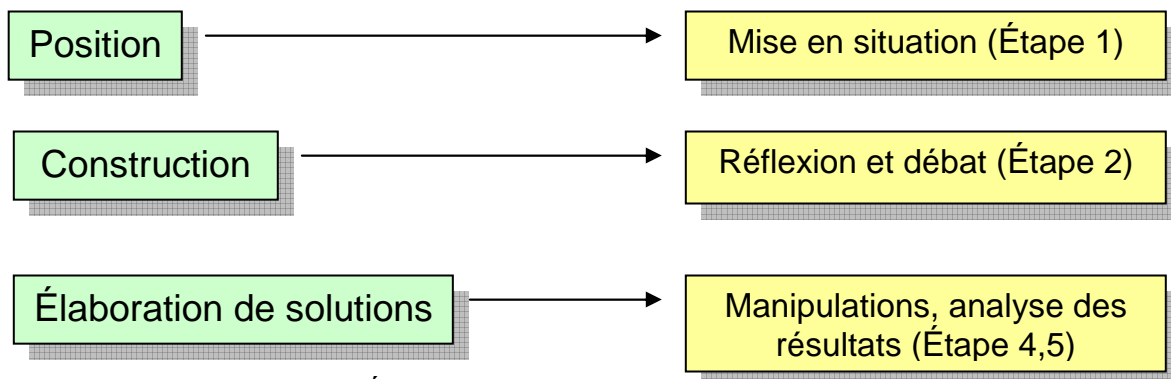 Position
Mise en situation (Étape 1)
Construction
Réflexion et débat (Étape 2)
Élaboration de solutions
Manipulations, analyse des
résultats (Étape 4,5)